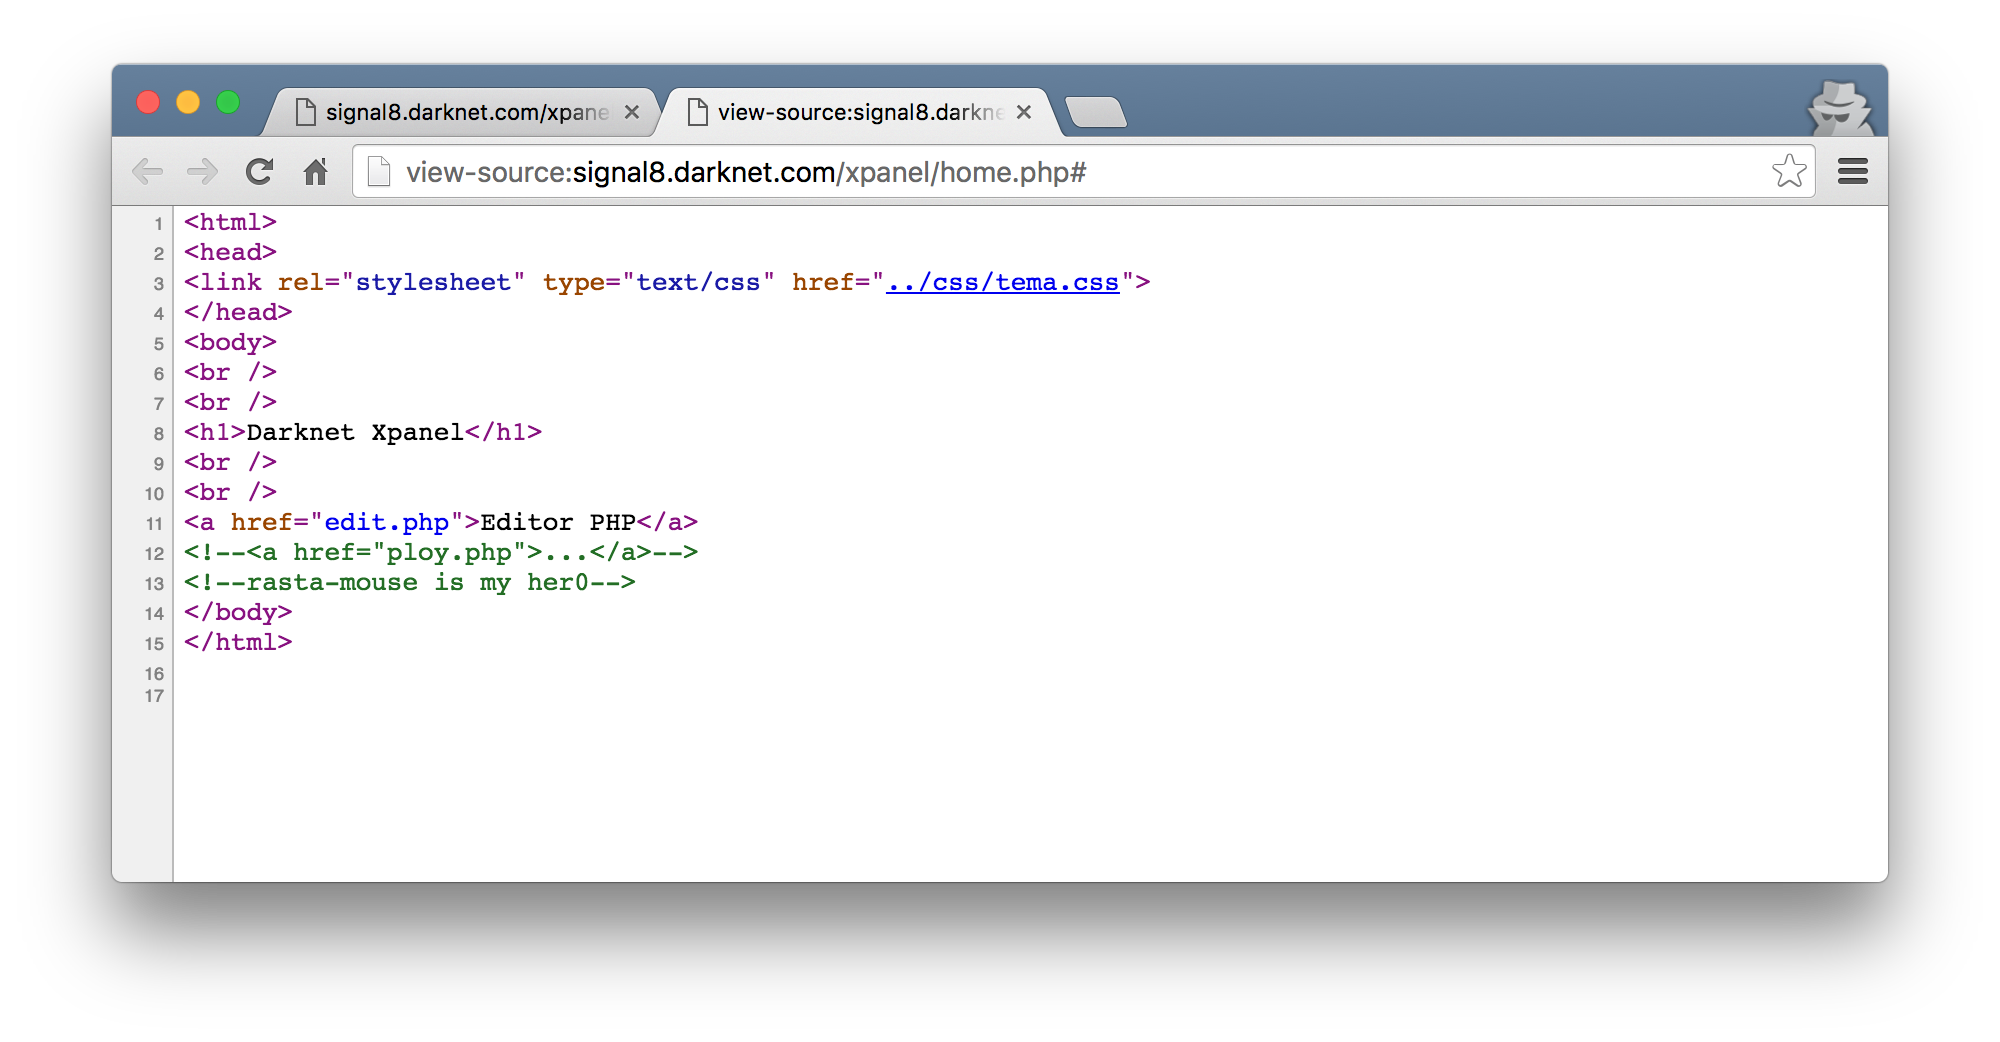 signal8.darknet.com/xpane
view-source:signal8.darkne
view-source:signal8.darknet.com/xpanel/home.php#
1 <html>
2 <head>
3 <link rel="stylesheet" type="text/css" href="../css/tema.css">
4 </head>
5 <body>
6 <br />
7 <br />
8 <h1>Darknet Xpanel</h1>
9 <br />
10 <br />
11 <a href="edit.php">Editor PHP</a>
12 <!--<a href="ploy.php">...</a>-->
13 <!--rasta-mouse is my her0-->
14 </body>
15 </html>
16
17